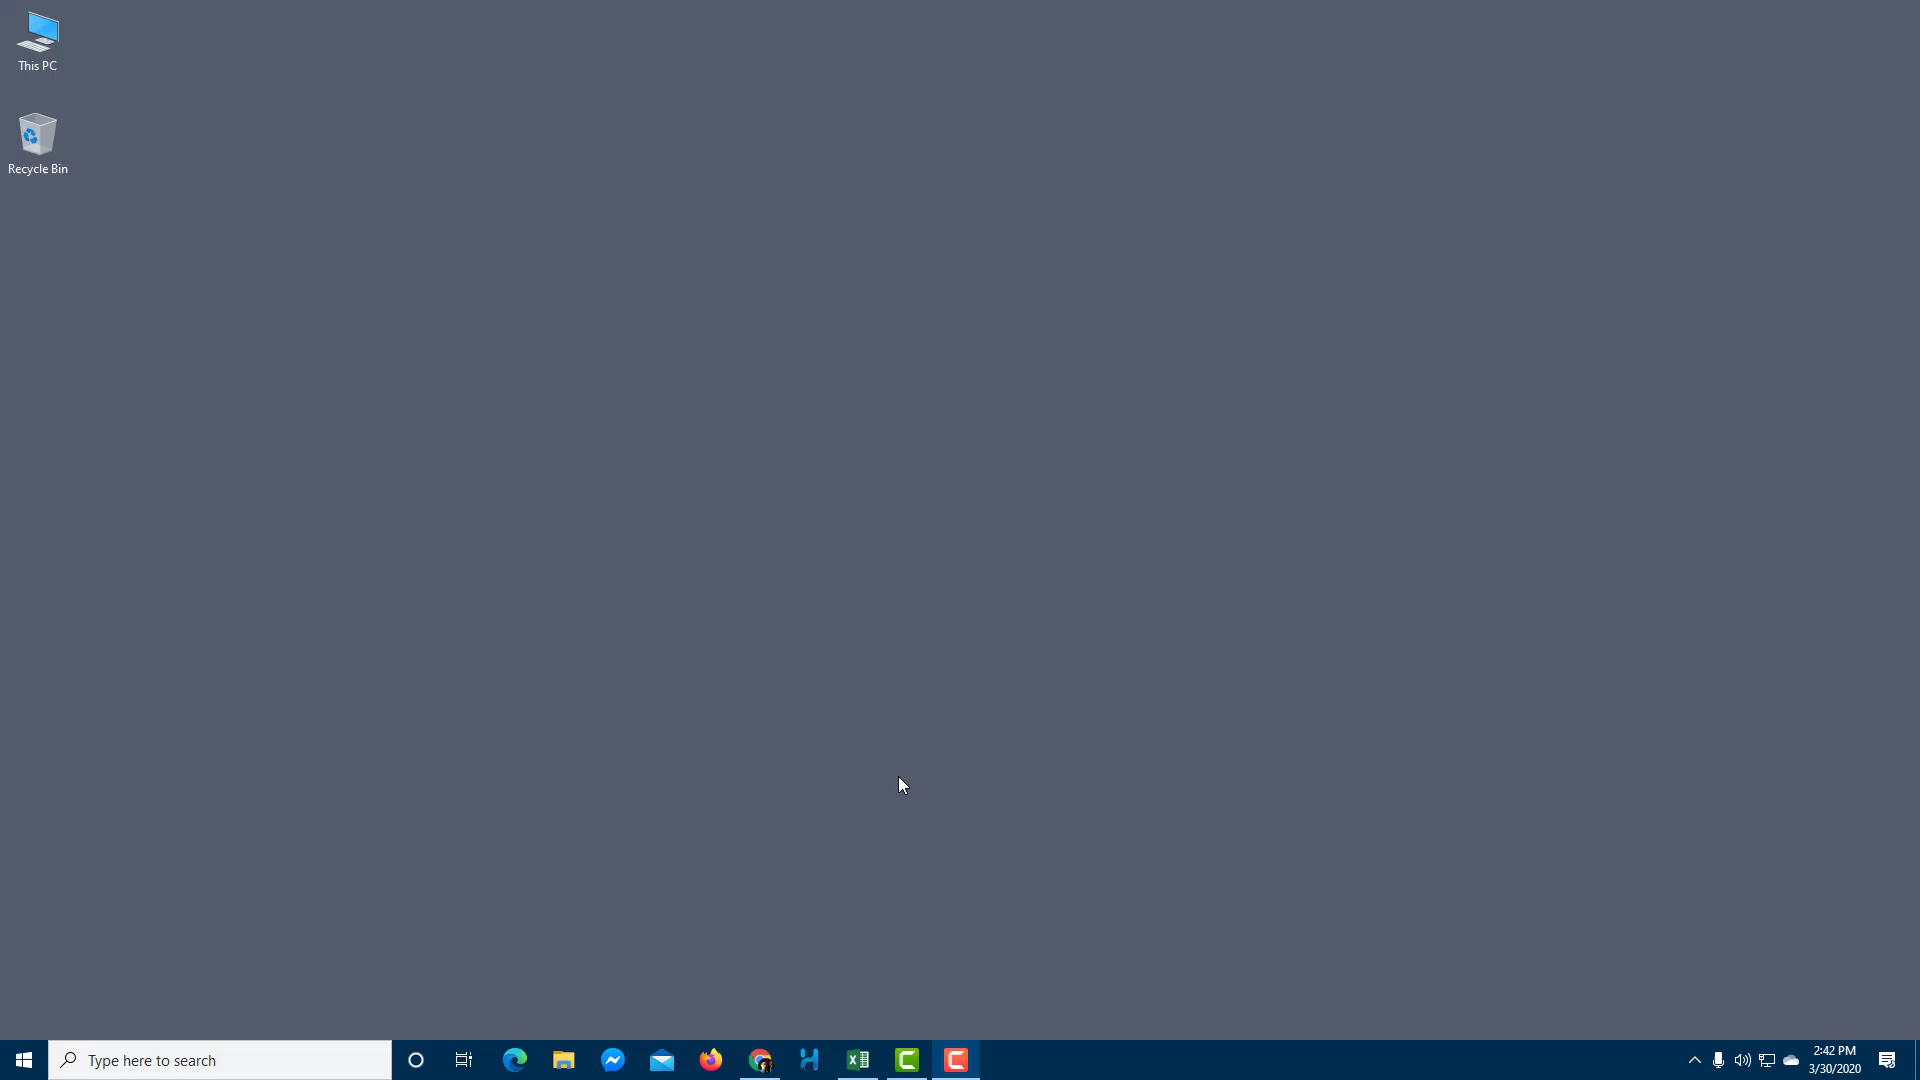 This PC
Recycle Bin
Type here to search
2:42 PM
3/30/2020